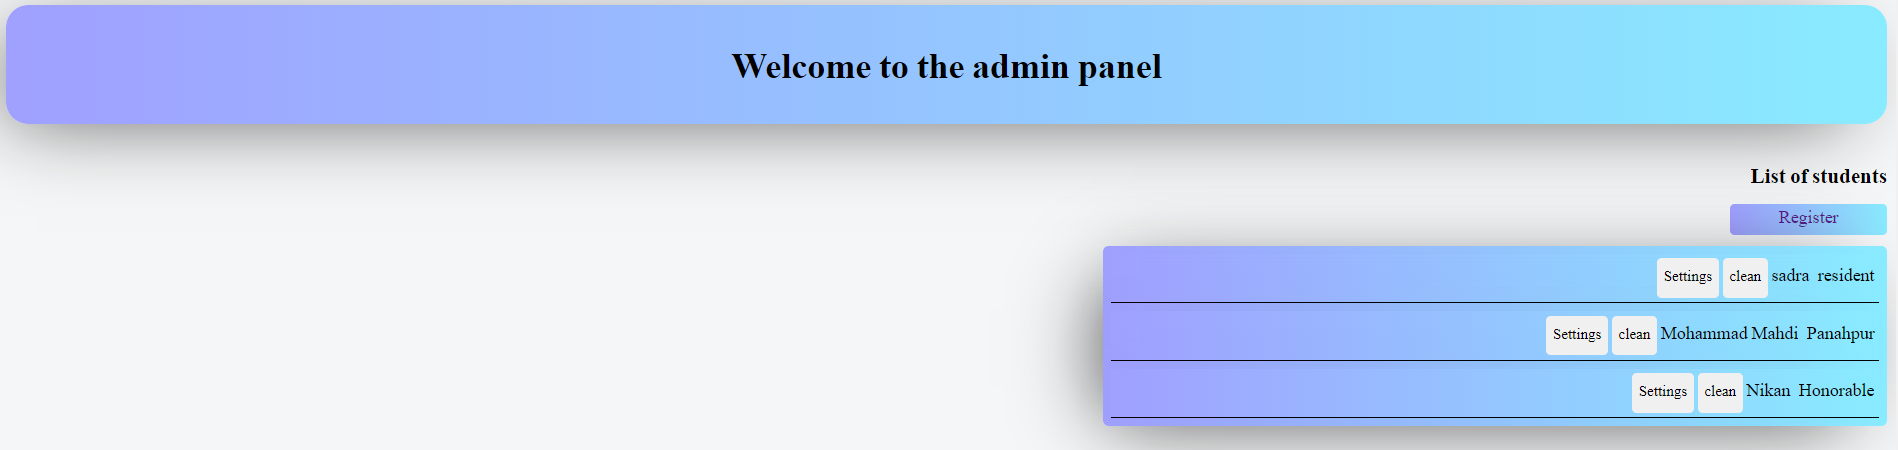 Welcome to the admin panel
List of students
Register
Settings clean sadra resident
Settings clean Mohammad Mahdi Panahpur
Settings clean Nikan Honorable